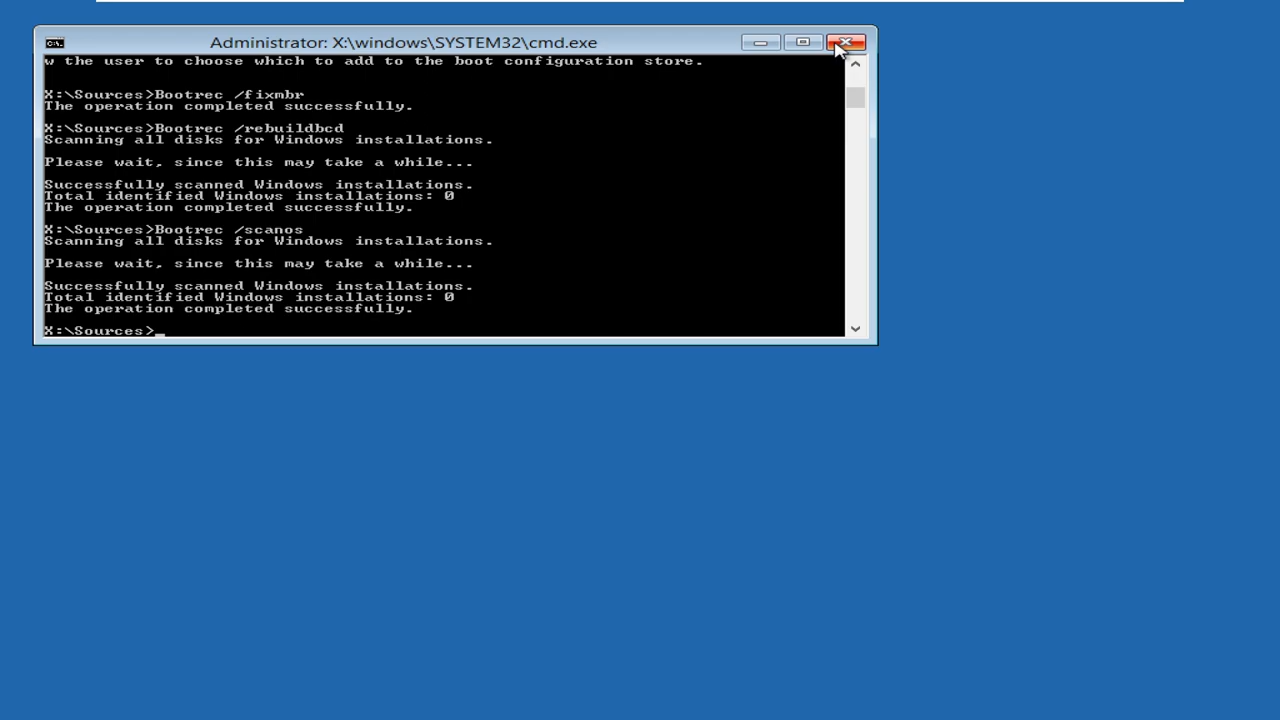 Administrator: X:\windows\SYSTEM32\cmd.exe
w the user to choose which to add to the boot configuration store.
X:\Sources>Bootrec /fixmbr
The operation completed successfully.
X:\Sources>Bootrec /rebuildbcd
Scanning all disks for Windows installations.
Please wait, since this may take a while...
Successfully scanned Windows installations.
Total identified Windows installations: 0
The operation completed successfully.
X:\Sources>Bootrec /scanos
Scanning all disks for Windows installations.
Please wait, since this may take a while...
Successfully scanned Windows installations.
Total identified Windows installations: 0
The operation completed successfully.
X:\Sources>_